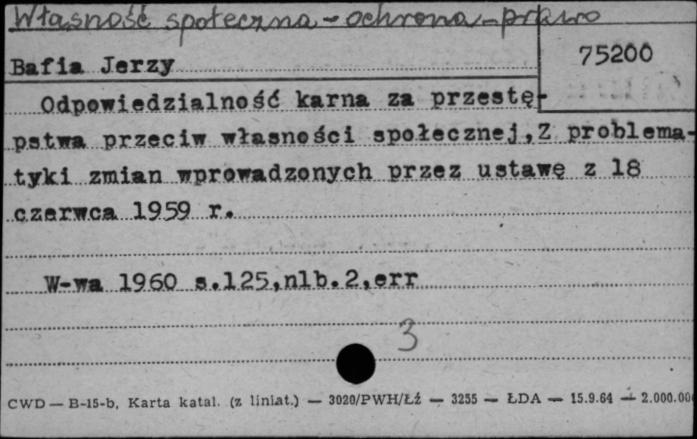 Własność społeczna - ochrona - prawo
75200
Bafia Jerzy
Odpowiedzialność karna za przestę-
pstwa przeciw własności społecznej,Z problema-
tyki zmian wprowadzonych przez ustawę z 18
czerwca 1959 r.
W-wa 1960 s.125,nlb.2,err
3
CWD — B-15-b, Karta katal. (z liniat.) — 3020/PWH/Łź — 3255 — ŁDA — 15.9.64 — 2.000.00